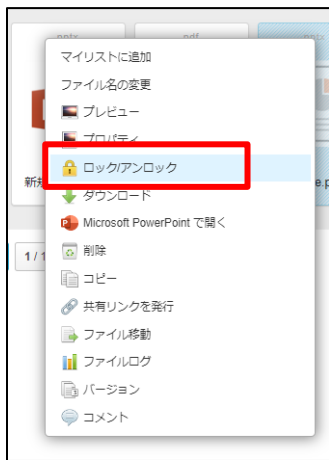 pptx
pdf
pptx
マイリストに追加
ファイル名の変更
プレビュー
プロパティ
ロック/アンロック
新規
ダウンロード
e.p
Microsoft PowerPoint で開く
1 / 1
削除
コピー
共有リンクを発行
ファイル移動
ファイルログ
バージョン
コメント